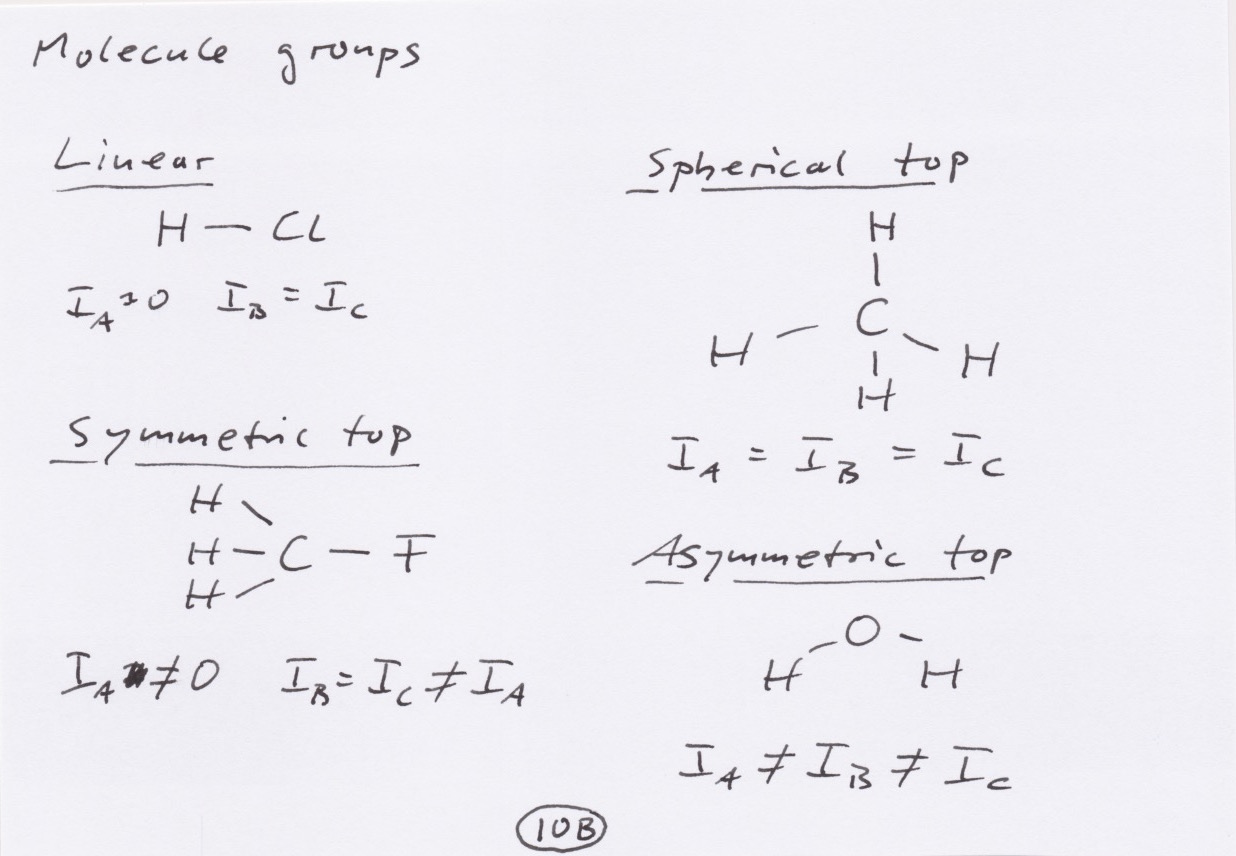 Molecule groups
Linear
H — Cl
I_A = 0 I_B = I_C
Symmetric top
H
H — C — F
H
I_A ≠ 0 I_B = I_C ≠ I_A
Spherical top
H
C
H H
H
I_A = I_B = I_C
Asymmetric top
O
H H
I_A ≠ I_B ≠ I_C
10B